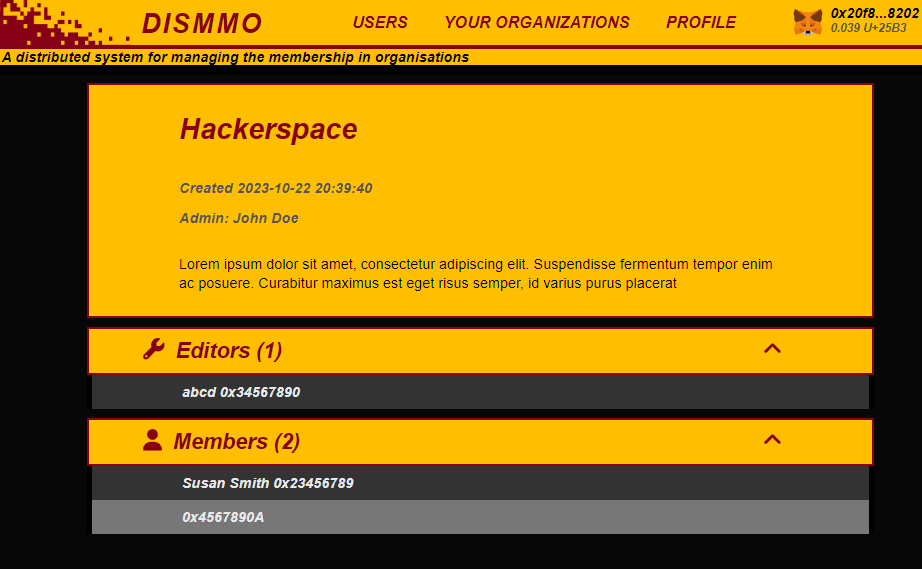 DISMMO
USERS
YOUR ORGANIZATIONS
PROFILE
0x20f8...8202
0.039 U+25B3
A distributed system for managing the membership in organisations
Hackerspace
Created 2023-10-22 20:39:40
Admin: John Doe
Lorem ipsum dolor sit amet, consectetur adipiscing elit. Suspendisse fermentum tempor enim
ac posuere. Curabitur maximus est eget risus semper, id varius purus placerat
Editors (1)
abcd 0x34567890
Members (2)
Susan Smith 0x23456789
0x4567890A